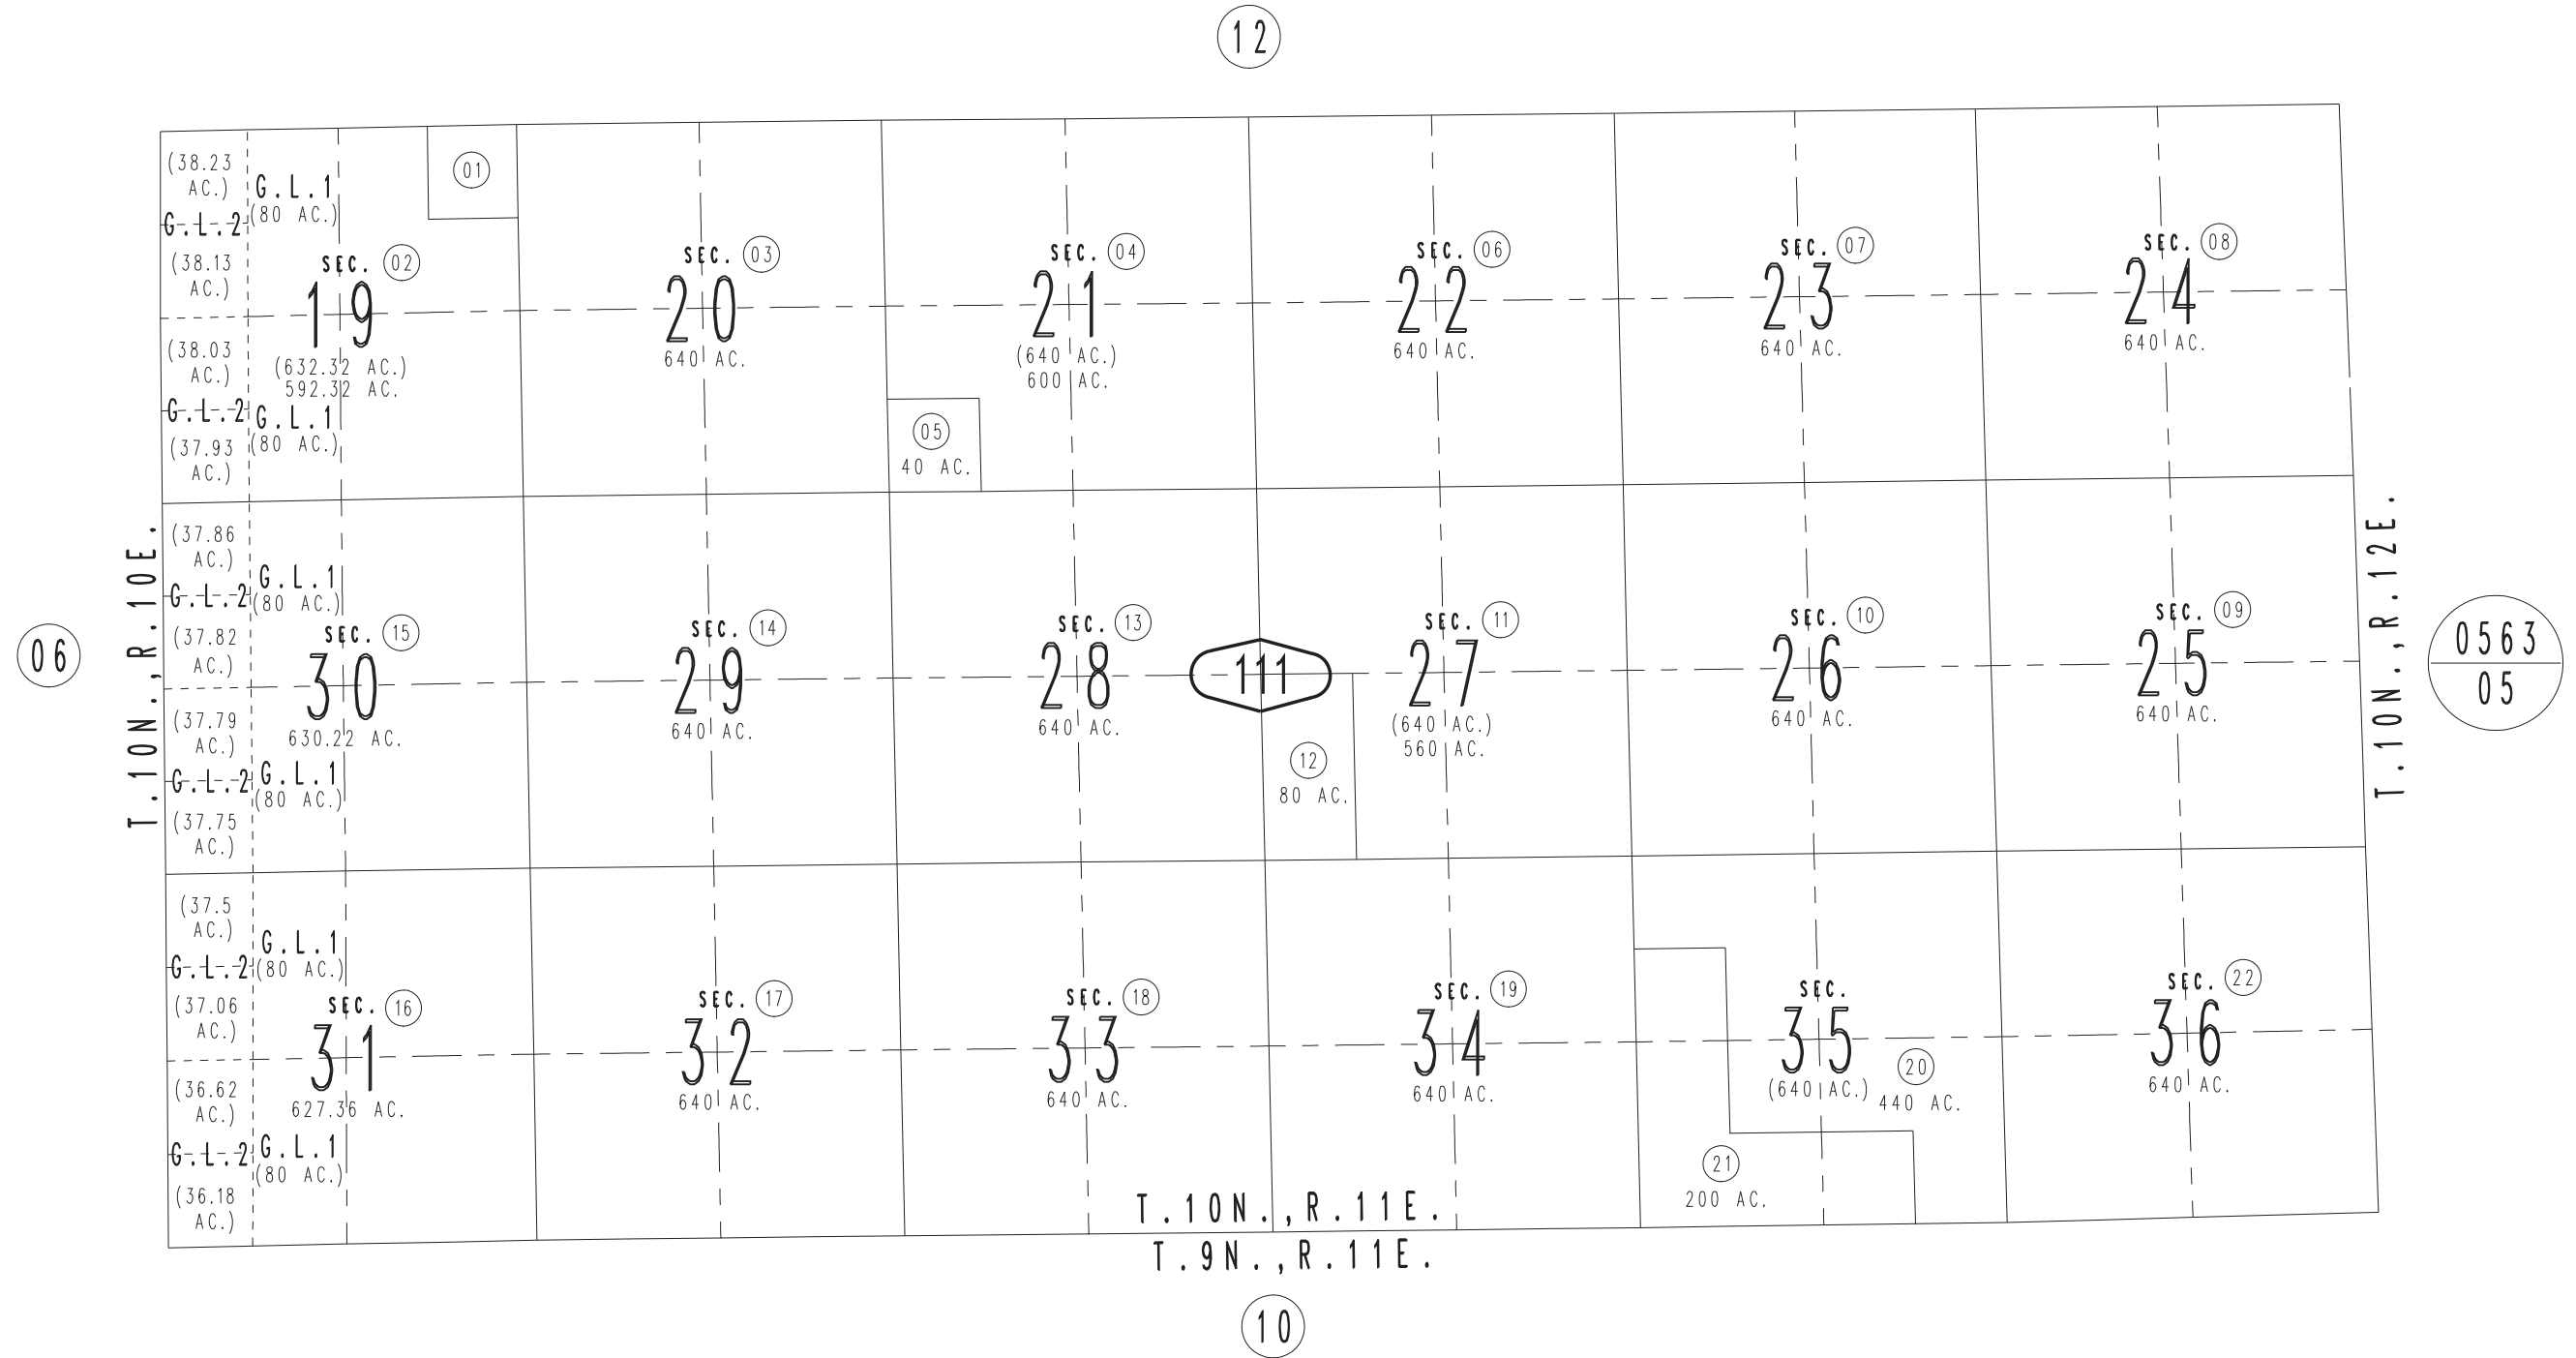 12
(38.23
AC.)
G.L.1
(80 AC.)
G.L.2
(38.13
AC.)
01
SEC. 02
19
(632.32 AC.)
592.32 AC.
(38.03
AC.)
G.L.2
G.L.1
(80 AC.)
(37.93
AC.)
SEC. 03
20
640 AC.
SEC. 04
21
(640 AC.)
600 AC.
05
40 AC.
SEC. 06
22
640 AC.
SEC. 07
23
640 AC.
SEC. 08
24
640 AC.
T.10N.,R.10E.
06
(37.86
AC.)
G.L.1
(80 AC.)
G.L.2
(37.82
AC.)
SEC. 15
30
630.22 AC.
(37.79
AC.)
G.L.2
G.L.1
(80 AC.)
(37.75
AC.)
SEC. 14
29
640 AC.
SEC. 13
28
640 AC.
111
SEC. 11
27
(640 AC.)
560 AC.
12
80 AC.
SEC. 10
26
640 AC.
SEC. 09
25
640 AC.
T.10N.,R.12E.
0563
05
(37.5
AC.)
G.L.1
(80 AC.)
G.L.2
(37.06
AC.)
SEC. 16
31
627.36 AC.
(36.62
AC.)
G.L.2
G.L.1
(80 AC.)
(36.18
AC.)
SEC. 17
32
640 AC.
SEC. 18
33
640 AC.
SEC. 19
34
640 AC.
SEC.
35
(640 AC.)
20
440 AC.
21
200 AC.
SEC. 22
36
640 AC.
T.10N.,R.11E.
T.9N.,R.11E.
10